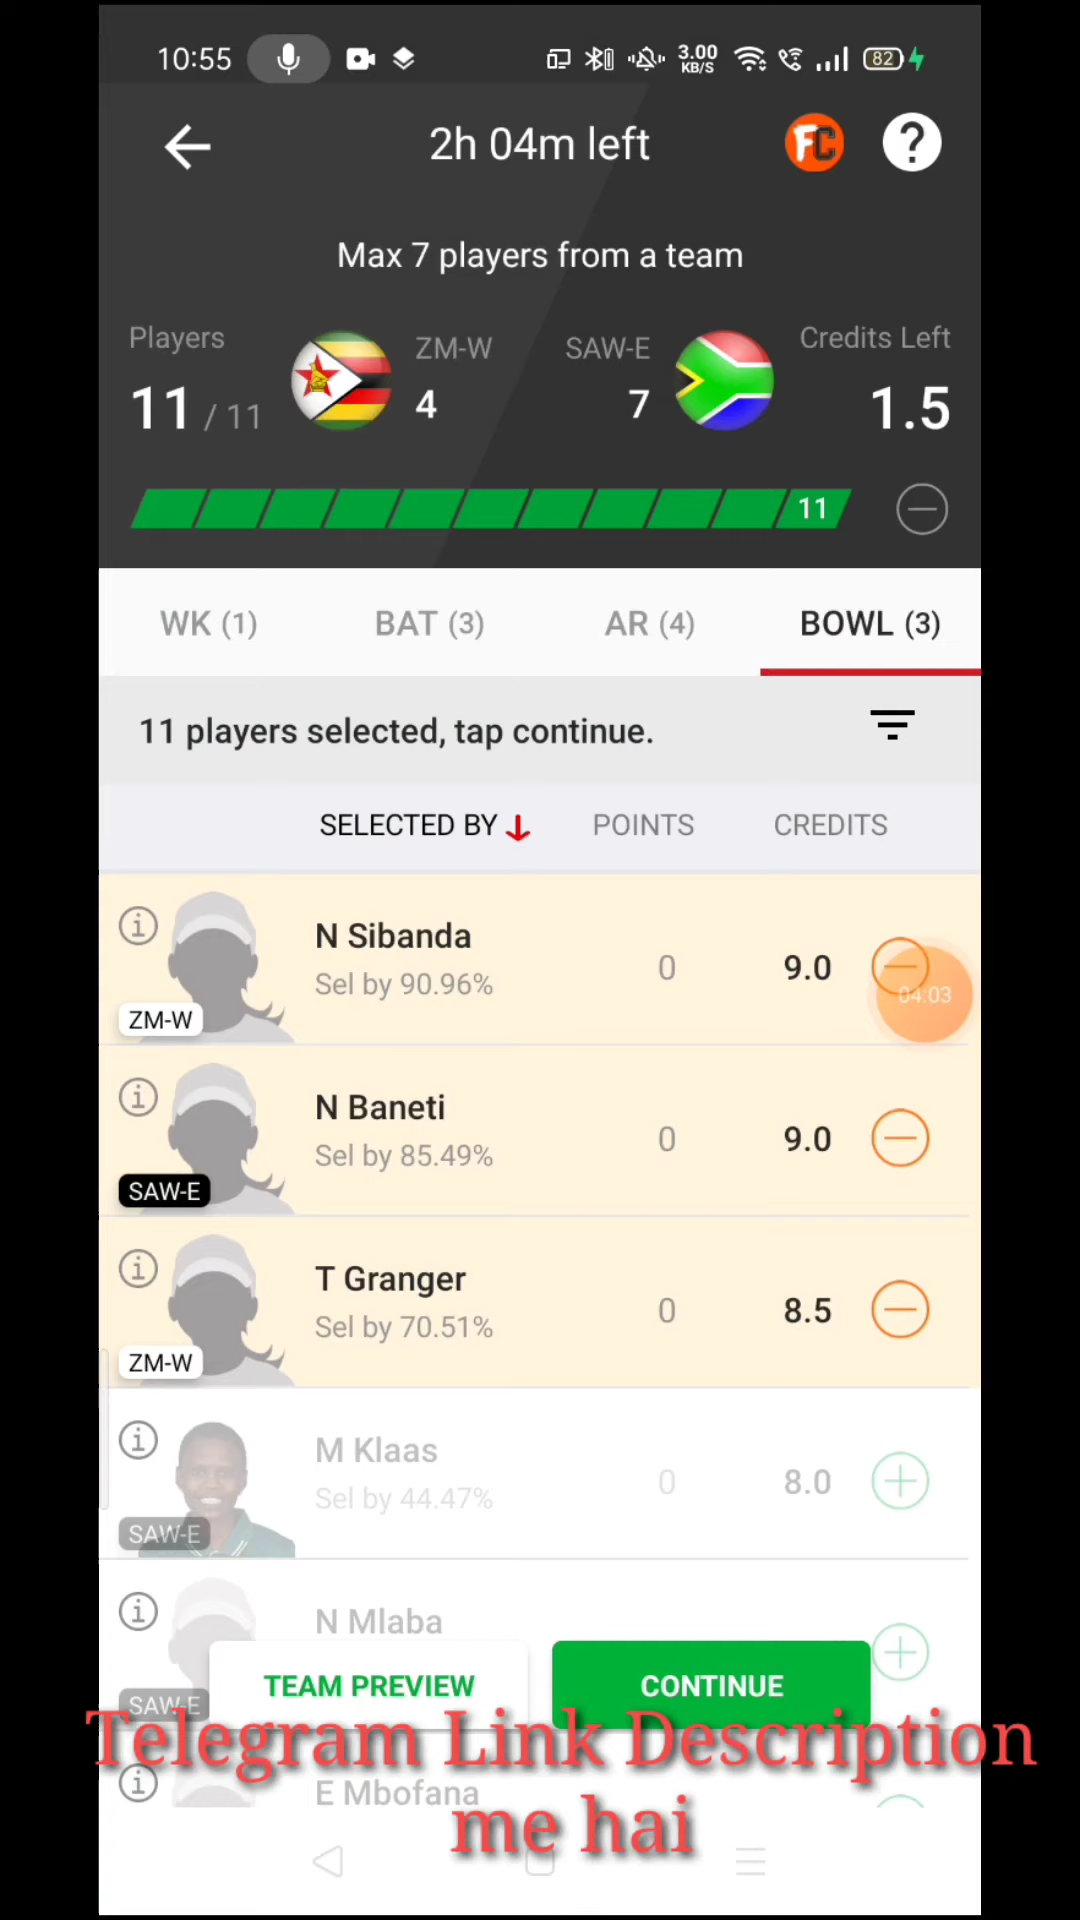 10:55
3.00
KB/S
82
2h 04m left
FC
?
Max 7 players from a team
Players
ZM-W
SAW-E
Credits Left
11 / 11
4
7
1.5
11
WK (1)
BAT (3)
AR (4)
BOWL (3)
11 players selected, tap continue.
SELECTED BY
POINTS
CREDITS
N Sibanda
Sel by 90.96%
0
9.0
04:03
ZM-W
N Baneti
Sel by 85.49%
0
9.0
SAW-E
T Granger
Sel by 70.51%
0
8.5
ZM-W
M Klaas
Sel by 44.47%
0
8.0
SAW-E
N Mlaba
SAW-E
TEAM PREVIEW
CONTINUE
Telegram Link Description
E Mbofana
me hai